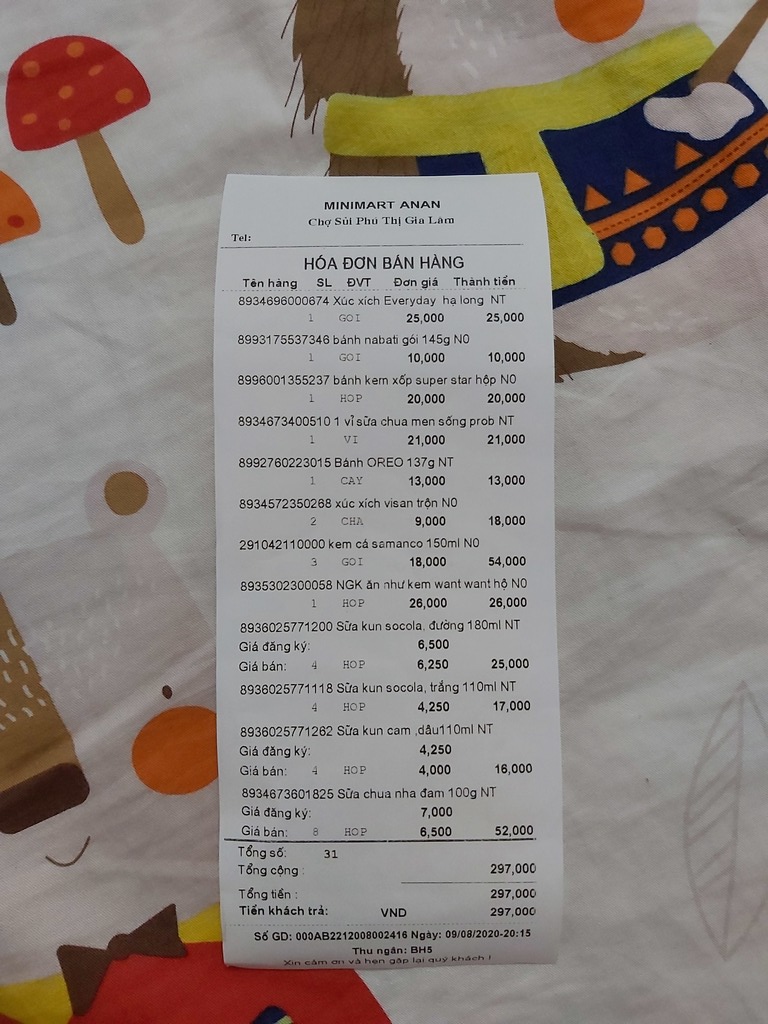 MINIMART ANAN
Chợ Sủi Phú Thị Gia Lâm
Tel:
HÓA ĐƠN BÁN HÀNG
Tên hàng SL ĐVT Đơn giá Thành tiền
8934696000674 Xúc xích Everyday hạ long NT
1 GOI 25,000 25,000
8993175537346 bánh nabati gói 145g N0
1 GOI 10,000 10,000
8996001355237 bánh kem xốp super star hộp N0
1 HOP 20,000 20,000
8934673400510 1 vỉ sữa chua men sống prob NT
1 VI 21,000 21,000
8992760223015 Bánh OREO 137g NT
1 CAY 13,000 13,000
8934572350268 xúc xích visan trộn N0
2 CHA 9,000 18,000
291042110000 kem cá samanco 150ml N0
3 GOI 18,000 54,000
8935302300058 NGK ăn như kem want want hộ N0
1 HOP 26,000 26,000
8936025771200 Sữa kun socola, đường 180ml NT
Giá đăng ký: 6,500
Giá bán: 4 HOP 6,250 25,000
8936025771118 Sữa kun socola, trắng 110ml NT
4 HOP 4,250 17,000
8936025771262 Sữa kun cam ,dâu110ml NT
Giá đăng ký: 4,250
Giá bán: 4 HOP 4,000 16,000
8934673601825 Sữa chua nha đam 100g NT
Giá đăng ký: 7,000
Giá bán: 8 HOP 6,500 52,000
Tổng số: 31
Tổng cộng : 297,000
Tổng tiền : 297,000
Tiền khách trả: VND 297,000
Số GD: 000AB2212008002416 Ngày: 09/08/2020-20:15
Thu ngân: BH5
Xin cảm ơn và hẹn gặp lại quý khách !